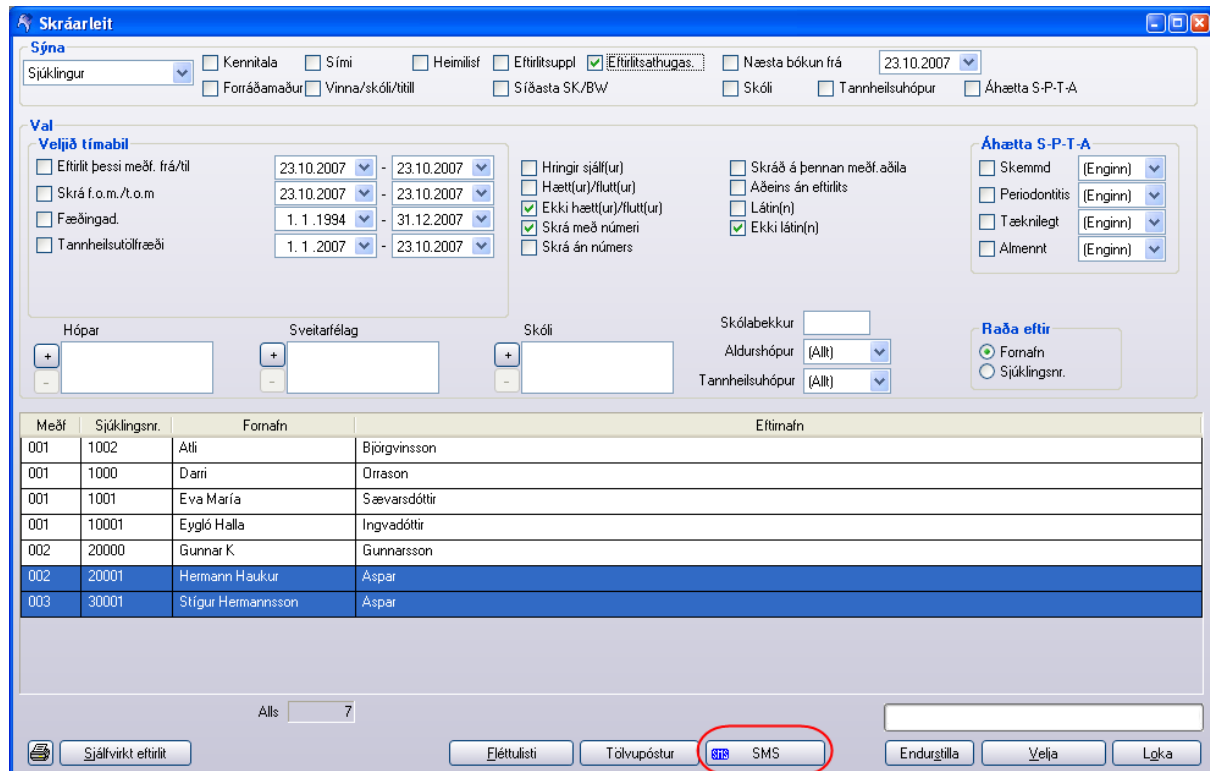 Skráarleit
Sýna
Sjúklingur
Kennitala Sími Heimilisf Eftirlitsuppl Eftirlitsathugas. Næsta bókun frá 23.10.2007
Forráðamaður Vinna/skóli/titill Síðasta SK/BW Skóli Tannheilsuhópur Áhætta S-P-T-A
Val
Veljið tímabil
Eftirlit þessi meðf. frá/til 23.10.2007 - 23.10.2007
Skrá f.o.m./t.o.m 23.10.2007 - 23.10.2007
Fæðingad. 1. 1 .1994 - 31.12.2007
Tannheilsutölfræði 1. 1 .2007 - 23.10.2007
Hringir sjálf(ur)
Hætt(ur)/flutt(ur)
Ekki hætt(ur)/flutt(ur)
Skrá með númeri
Skrá án númers
Skráð á þennan meðf.aðila
Aðeins án eftirlits
Látin(n)
Ekki látin(n)
Áhætta S-P-T-A
Skemmd (Enginn)
Periodontitis (Enginn)
Tæknilegt (Enginn)
Almennt (Enginn)
Hópar Sveitarfélag Skóli
+ + +
- - -
Skólabekkur
Aldurshópur (Allt)
Tannheilsuhópur (Allt)
Raða eftir
Fornafn
Sjúklingsnr.
Meðf Sjúklingsnr. Fornafn Eftirnafn
001 1002 Atli Björgvinsson
001 1000 Darri Orrason
001 1001 Eva María Sævarsdóttir
001 10001 Eygló Halla Ingvadóttir
002 20000 Gunnar K Gunnarsson
002 20001 Hermann Haukur Aspar
003 30001 Stígur Hermannsson Aspar
Alls 7
Sjálfvirkt eftirlit Fléttulisti Tölvupóstur SMS SMS Endurstilla Velja Loka